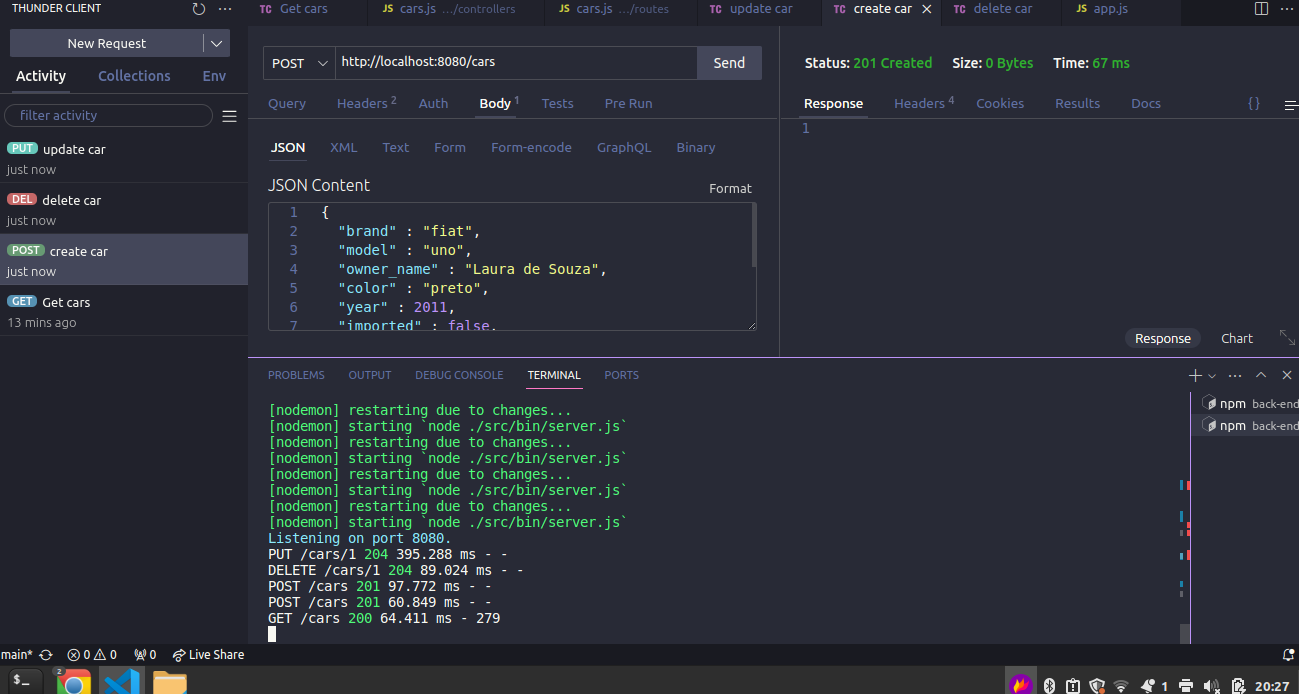 THUNDER CLIENT
TC Get cars JS cars.js .../controllers JS cars.js .../routes TC update car TC create car TC delete car JS app.js
New Request
Activity Collections Env
filter activity
PUT update car
just now
DEL delete car
just now
POST create car
just now
GET Get cars
13 mins ago
POST http://localhost:8080/cars Send
Query Headers 2 Auth Body 1 Tests Pre Run
JSON XML Text Form Form-encode GraphQL Binary
JSON Content Format
1 {
2 "brand" : "fiat",
3 "model" : "uno",
4 "owner_name" : "Laura de Souza",
5 "color" : "preto",
6 "year" : 2011,
7 "imported" : false,
Status: 201 Created Size: 0 Bytes Time: 67 ms
Response Headers 4 Cookies Results Docs {}
1
Response Chart
PROBLEMS OUTPUT DEBUG CONSOLE TERMINAL PORTS
[nodemon] restarting due to changes...
[nodemon] starting `node ./src/bin/server.js`
[nodemon] restarting due to changes...
[nodemon] starting `node ./src/bin/server.js`
[nodemon] restarting due to changes...
[nodemon] starting `node ./src/bin/server.js`
[nodemon] restarting due to changes...
[nodemon] starting `node ./src/bin/server.js`
Listening on port 8080.
PUT /cars/1 204 395.288 ms - -
DELETE /cars/1 204 89.024 ms - -
POST /cars 201 97.772 ms - -
POST /cars 201 60.849 ms - -
GET /cars 200 64.411 ms - 279
npm back-end
npm back-end
main* 0 0 0 Live Share
$_ 2 1 20:27